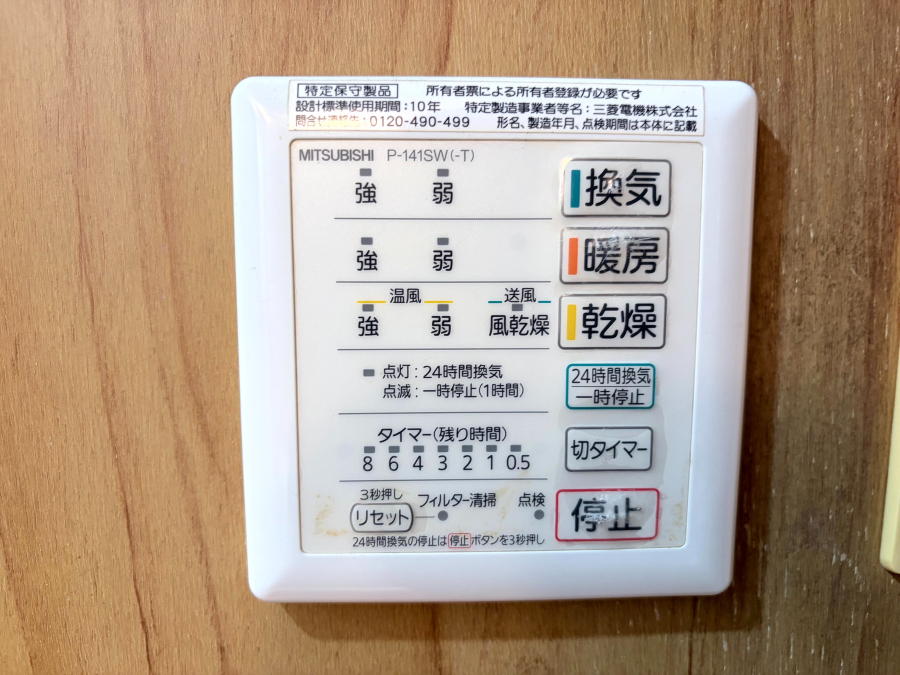 特定保守製品 所有者票による所有者登録が必要です
設計標準使用期間：10年 特定製造事業者等名：三菱電機株式会社
問合せ連絡先：0120-490-499 形名、製造年月、点検期間は本体に記載
MITSUBISHI P-141SW(-T)
強 弱 換気
強 弱 暖房
温風 送風
強 弱 風乾燥 乾燥
点灯：24時間換気
点滅：一時停止(1時間)
24時間換気
一時停止
タイマー(残り時間)
8 6 4 3 2 1 0.5
切タイマー
3秒押し
リセット フィルター清掃 点検
停止
24時間換気の停止は停止ボタンを3秒押し